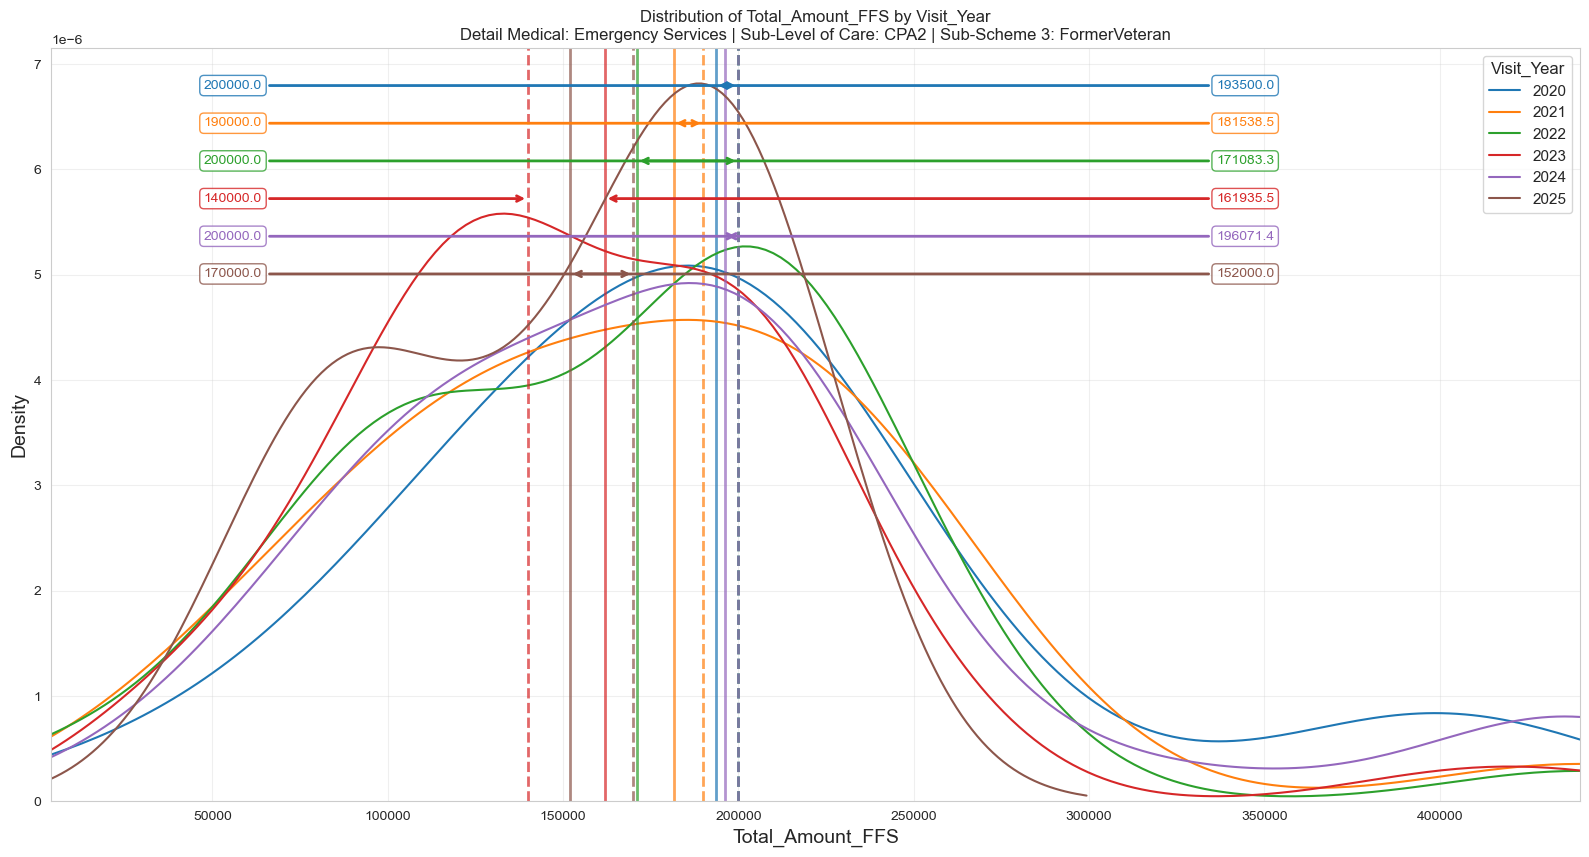 Distribution of Total_Amount_FFS by Visit_Year
Detail Medical: Emergency Services | Sub-Level of Care: CPA2 | Sub-Scheme 3: FormerVeteran
1e−6
7
6
5
4
3
2
1
0
Density
200000.0 193500.0
190000.0 181538.5
200000.0 171083.3
140000.0 161935.5
200000.0 196071.4
170000.0 152000.0
Visit_Year
2020
2021
2022
2023
2024
2025
50000 100000 150000 200000 250000 300000 350000 400000
Total_Amount_FFS